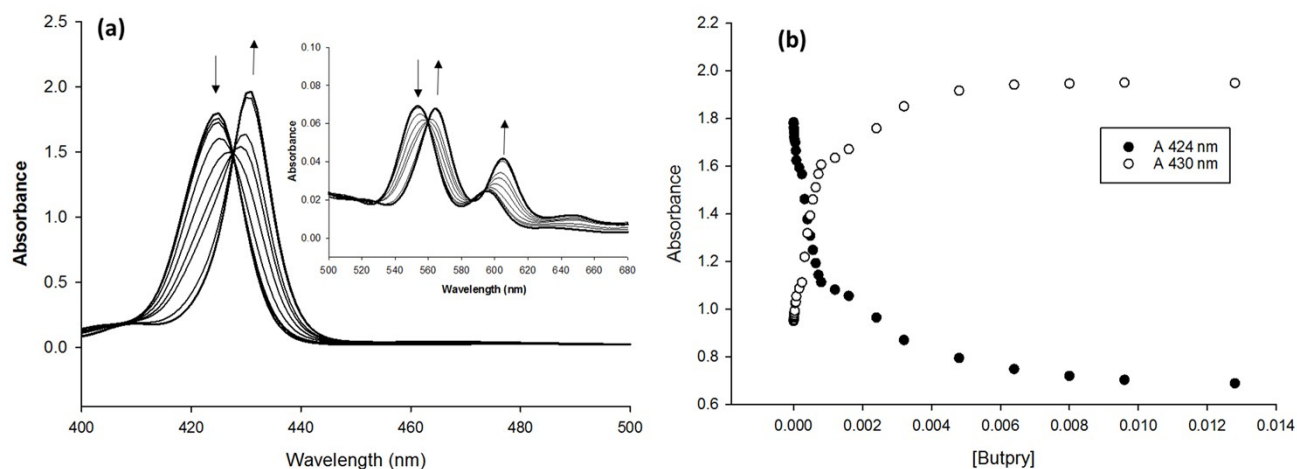 (a)
2.5
2.0
1.5
1.0
0.5
0.0
Absorbance
400 420 440 460 480 500
Wavelength (nm)
0.10
0.08
0.06
0.04
0.02
0.00
Absorbance
500 520 540 560 580 600 620 640 660 680
Wavelength (nm)
(b)
2.2
2.0
1.8
1.6
1.4
1.2
1.0
0.8
0.6
Absorbance
0.000 0.002 0.004 0.006 0.008 0.010 0.012 0.014
[Butpry]
A 424 nm
A 430 nm